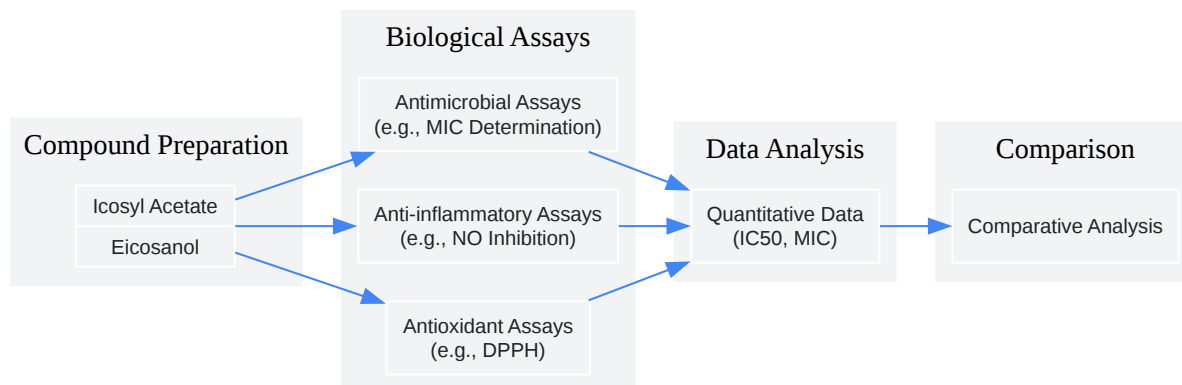 Compound Preparation
Icosyl Acetate
Eicosanol
Biological Assays
Antimicrobial Assays
(e.g., MIC Determination)
Anti-inflammatory Assays
(e.g., NO Inhibition)
Antioxidant Assays
(e.g., DPPH)
Data Analysis
Quantitative Data
(IC50, MIC)
Comparison
Comparative Analysis